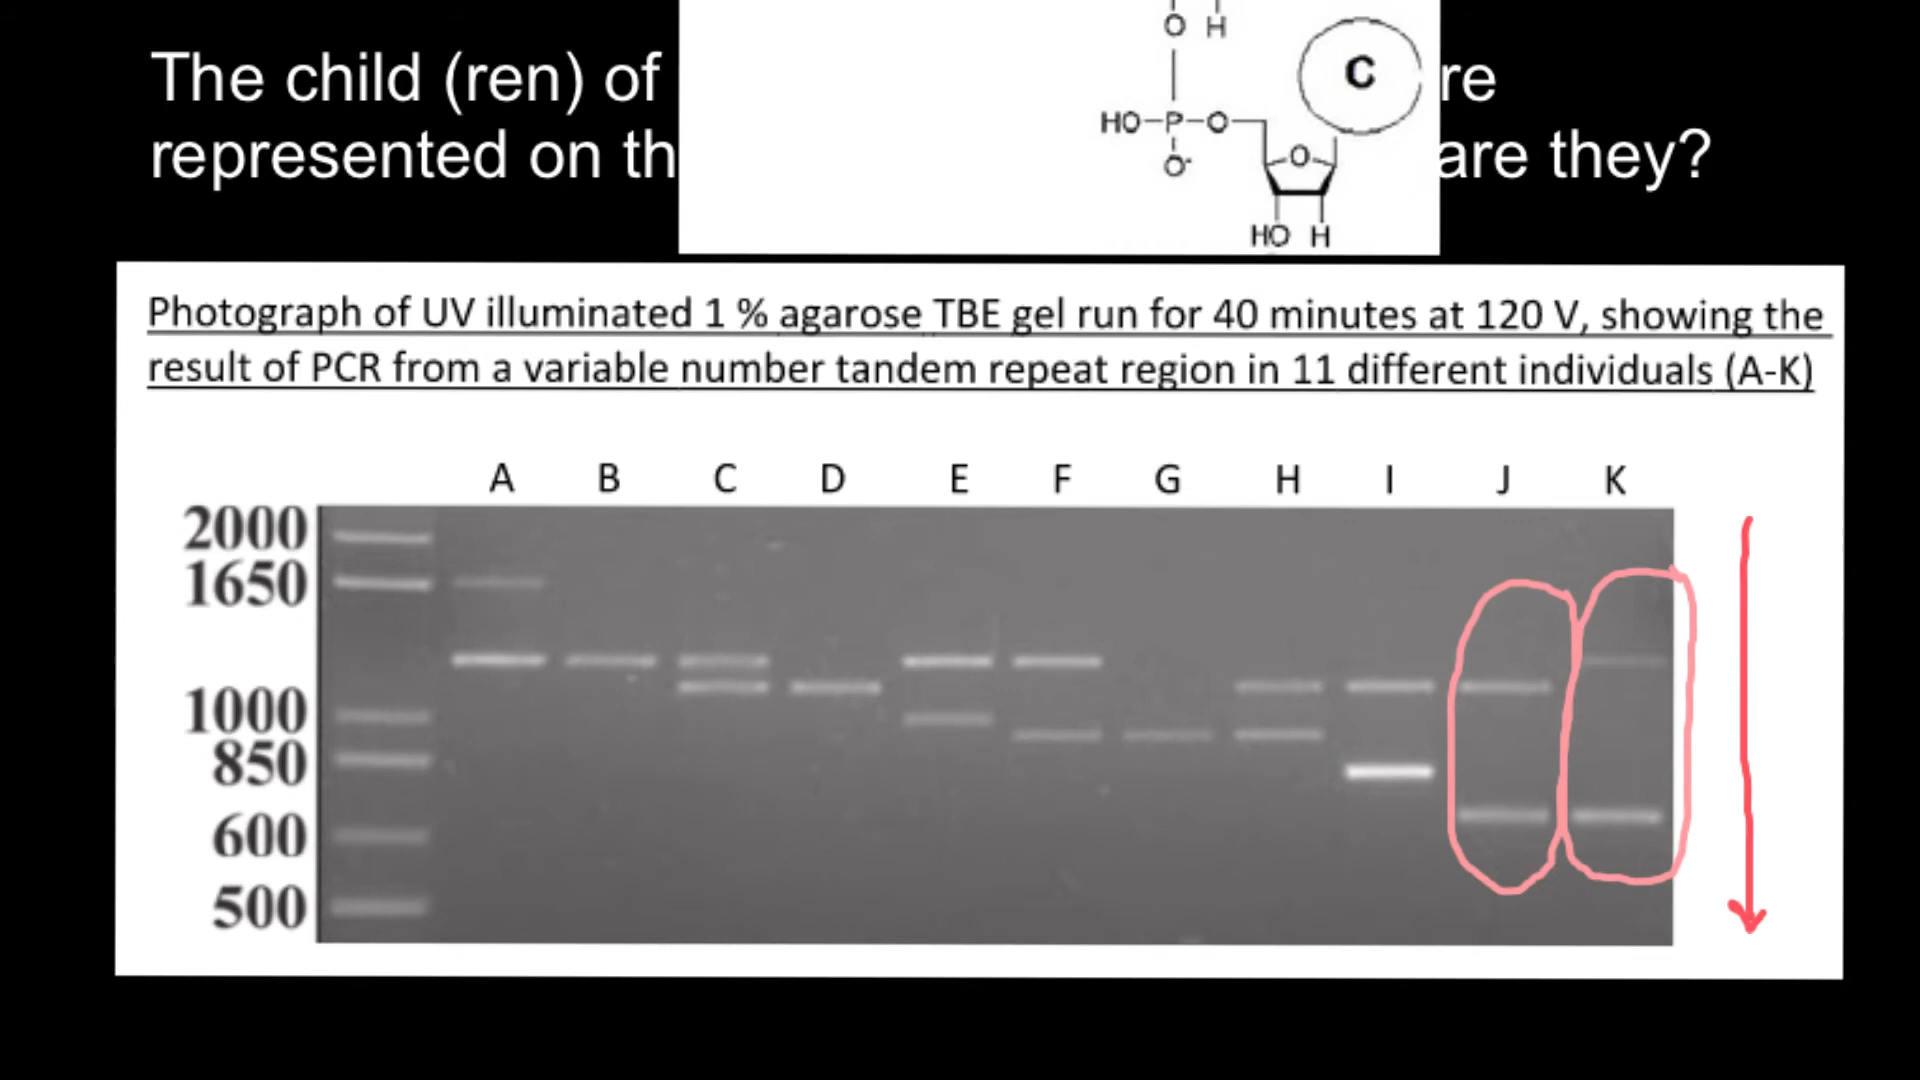 The child (ren) of
re
represented on th
are they?
O H
C
HO-P-O
O
O-
HO H
Photograph of UV illuminated 1 % agarose TBE gel run for 40 minutes at 120 V, showing the
result of PCR from a variable number tandem repeat region in 11 different individuals (A-K)
A B C D E F G H I J K
2000
1650
1000
850
600
500